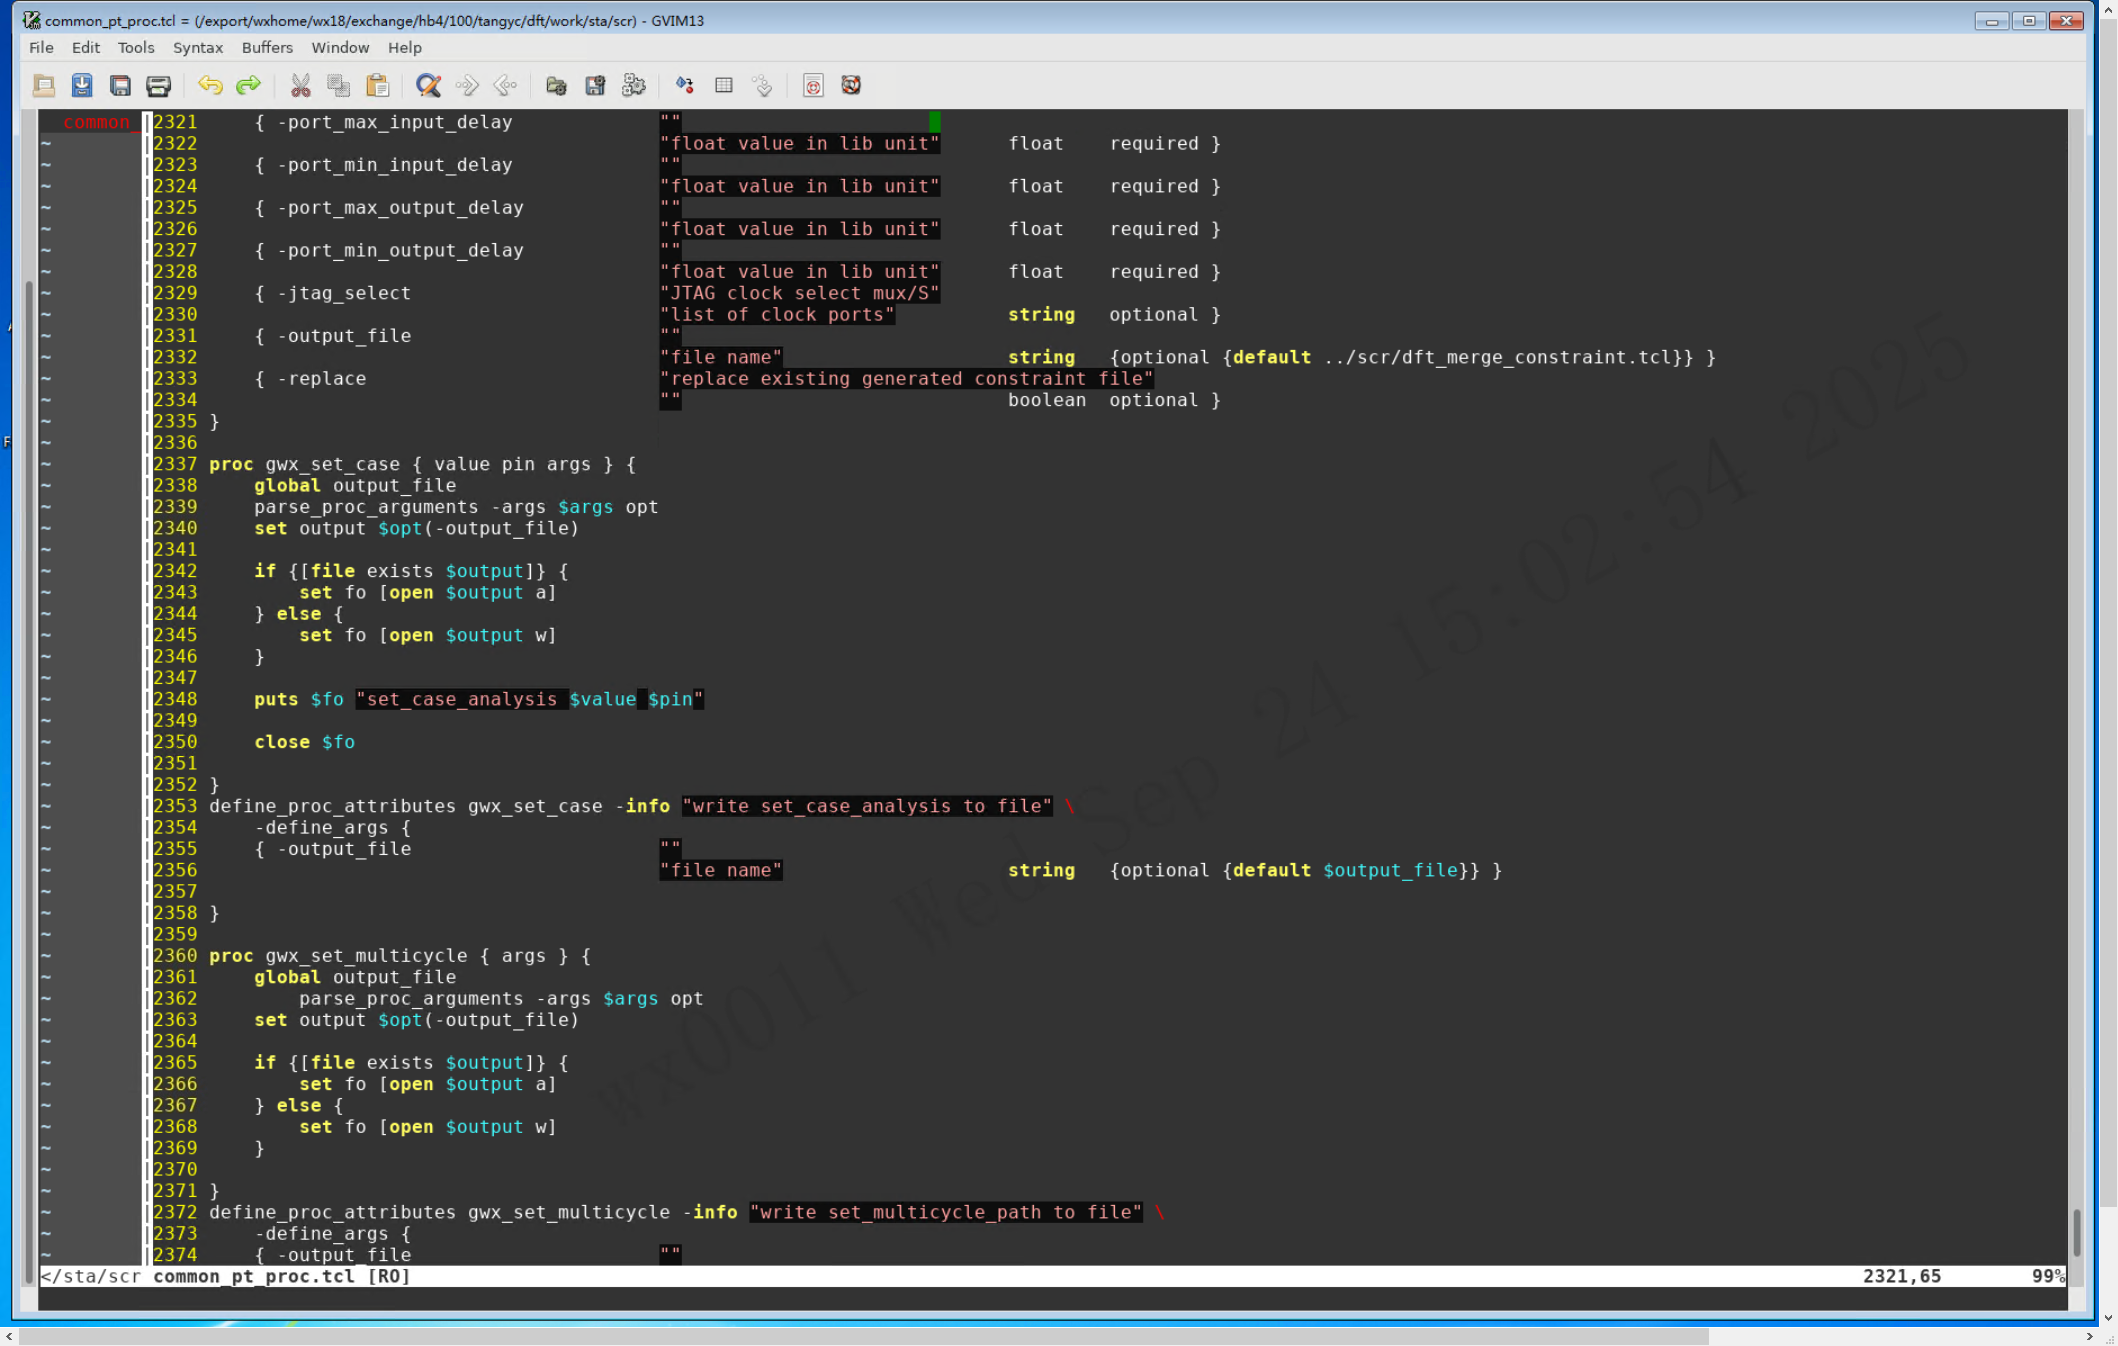 common_pt_proc.tcl = (/export/wxhome/wx18/exchange/hb4/100/tangyc/dft/work/sta/scr) - GVIM13
File Edit Tools Syntax Buffers Window Help
common_ 2321     { -port_max_input_delay             ""
2322                                         "float value in lib unit"      float    required }
2323     { -port_min_input_delay             ""
2324                                         "float value in lib unit"      float    required }
2325     { -port_max_output_delay            ""
2326                                         "float value in lib unit"      float    required }
2327     { -port_min_output_delay            ""
2328                                         "float value in lib unit"      float    required }
2329     { -jtag_select                      "JTAG clock select mux/S"
2330                                         "list of clock ports"          string   optional }
2331     { -output_file                      ""
2332                                         "file name"                    string   {optional {default ../scr/dft_merge_constraint.tcl}} }
2333     { -replace                          "replace existing generated constraint file"
2334                                         ""                             boolean  optional }
2335 }
2336
2337 proc gwx_set_case { value pin args } {
2338     global output_file
2339     parse_proc_arguments -args $args opt
2340     set output $opt(-output_file)
2341
2342     if {[file exists $output]} {
2343         set fo [open $output a]
2344     } else {
2345         set fo [open $output w]
2346     }
2347
2348     puts $fo "set_case_analysis $value $pin"
2349
2350     close $fo
2351
2352 }
2353 define_proc_attributes gwx_set_case -info "write set_case_analysis to file" \
2354     -define_args {
2355     { -output_file                      ""
2356                                         "file name"                    string   {optional {default $output_file}} }
2357
2358 }
2359
2360 proc gwx_set_multicycle { args } {
2361     global output_file
2362         parse_proc_arguments -args $args opt
2363     set output $opt(-output_file)
2364
2365     if {[file exists $output]} {
2366         set fo [open $output a]
2367     } else {
2368         set fo [open $output w]
2369     }
2370
2371 }
2372 define_proc_attributes gwx_set_multicycle -info "write set_multicycle_path to file" \
2373     -define_args {
2374     { -output_file                      ""
</sta/scr common_pt_proc.tcl [RO] 2321,65 99%
wx0011 Wed Sep 24 15:02:54 2025